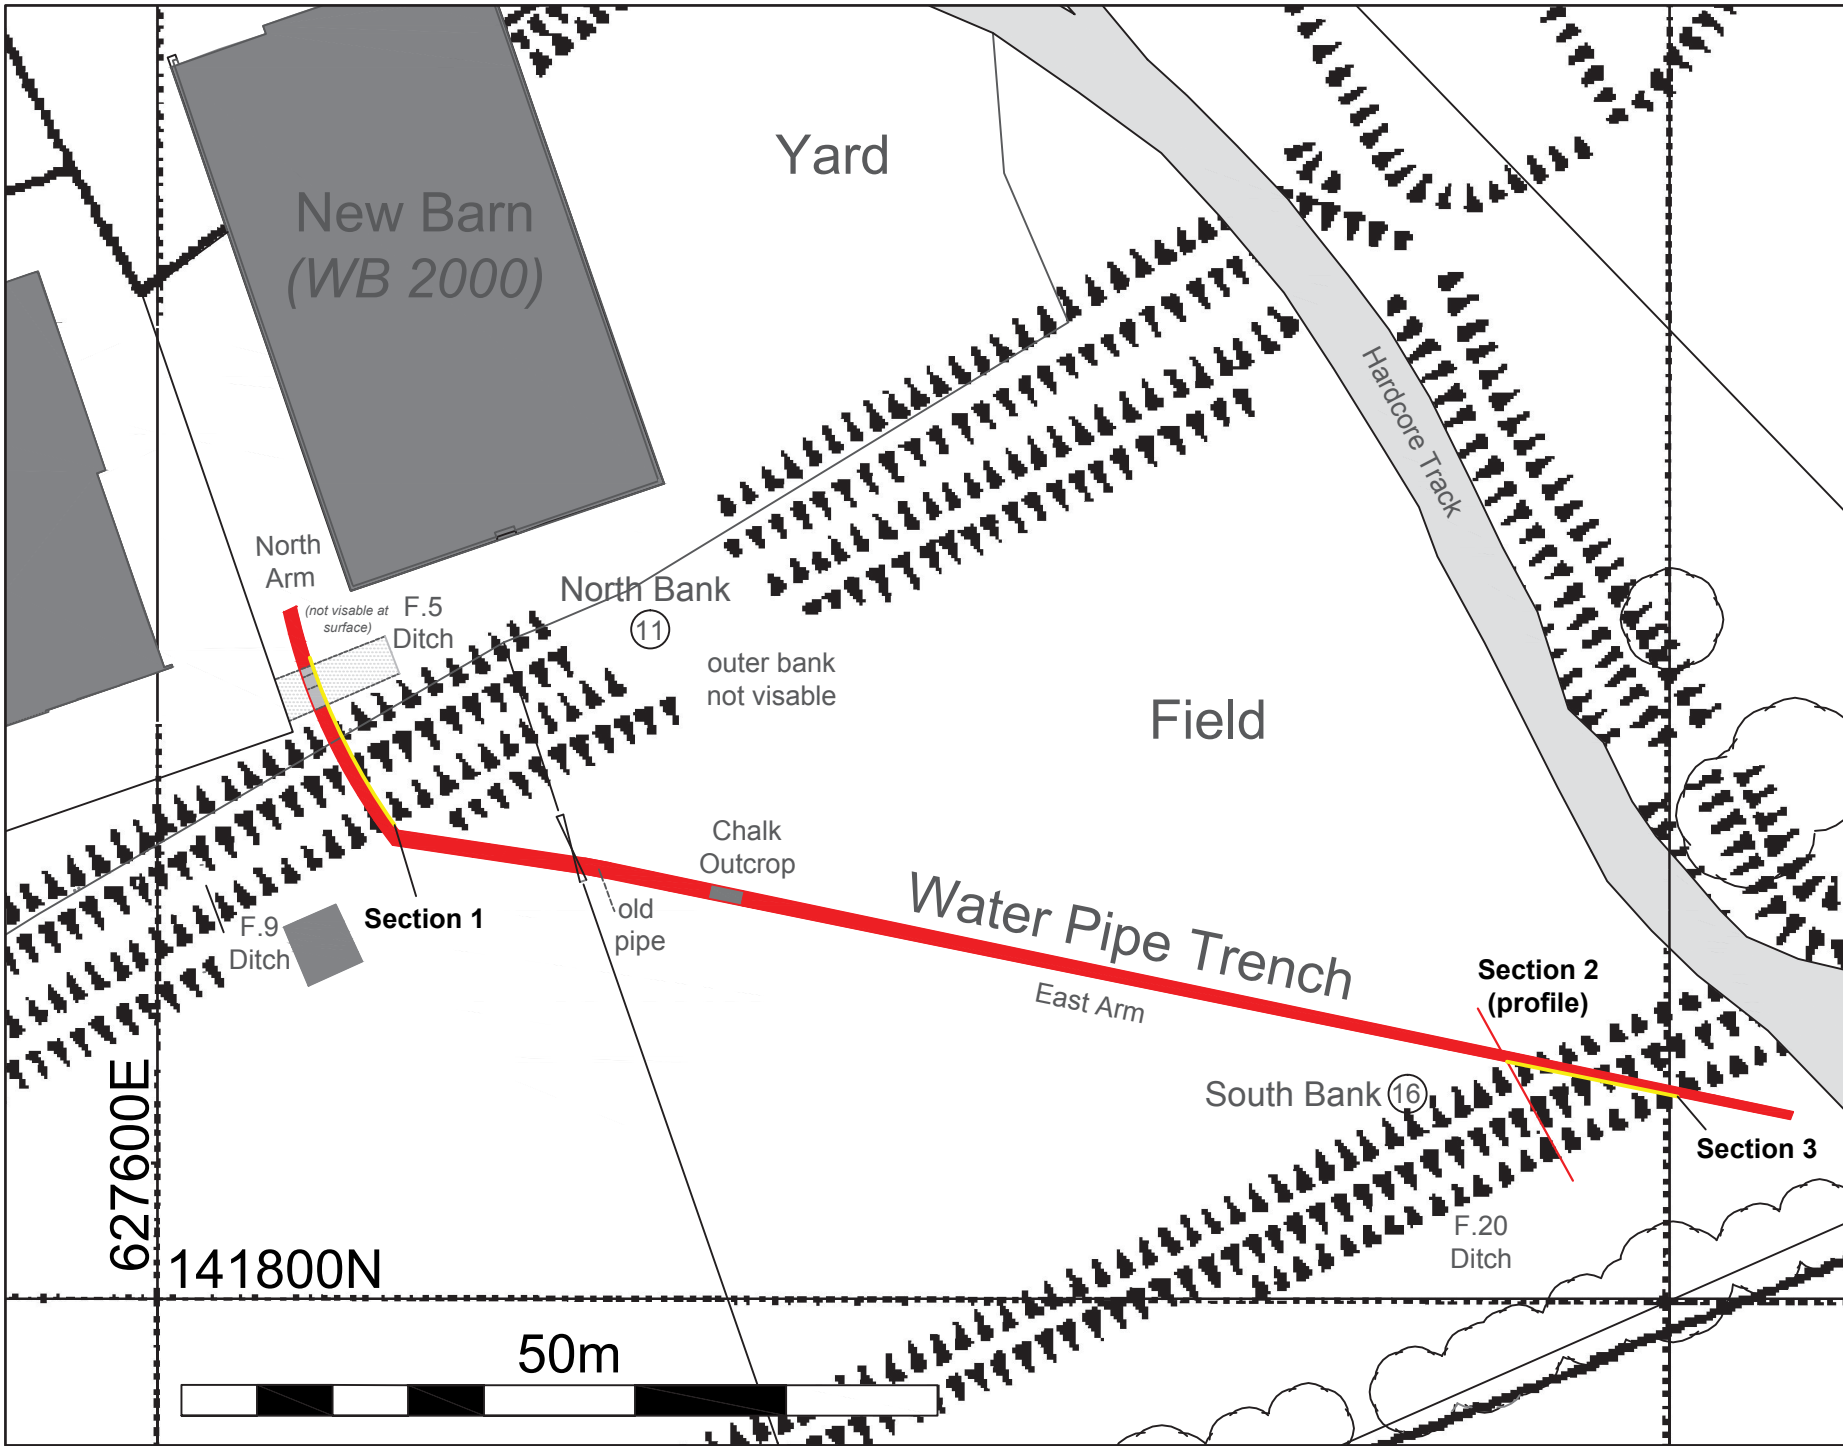 Yard
New Barn
(WB 2000)
Hardcore Track
North
Arm
(not visable at
surface)
F.5
Ditch
North Bank
11
outer bank
not visable
Field
Chalk
Outcrop
Water Pipe Trench
East Arm
Section 1
old
pipe
F.9
Ditch
Section 2
(profile)
South Bank
16
Section 3
F.20
Ditch
627600E
141800N
50m